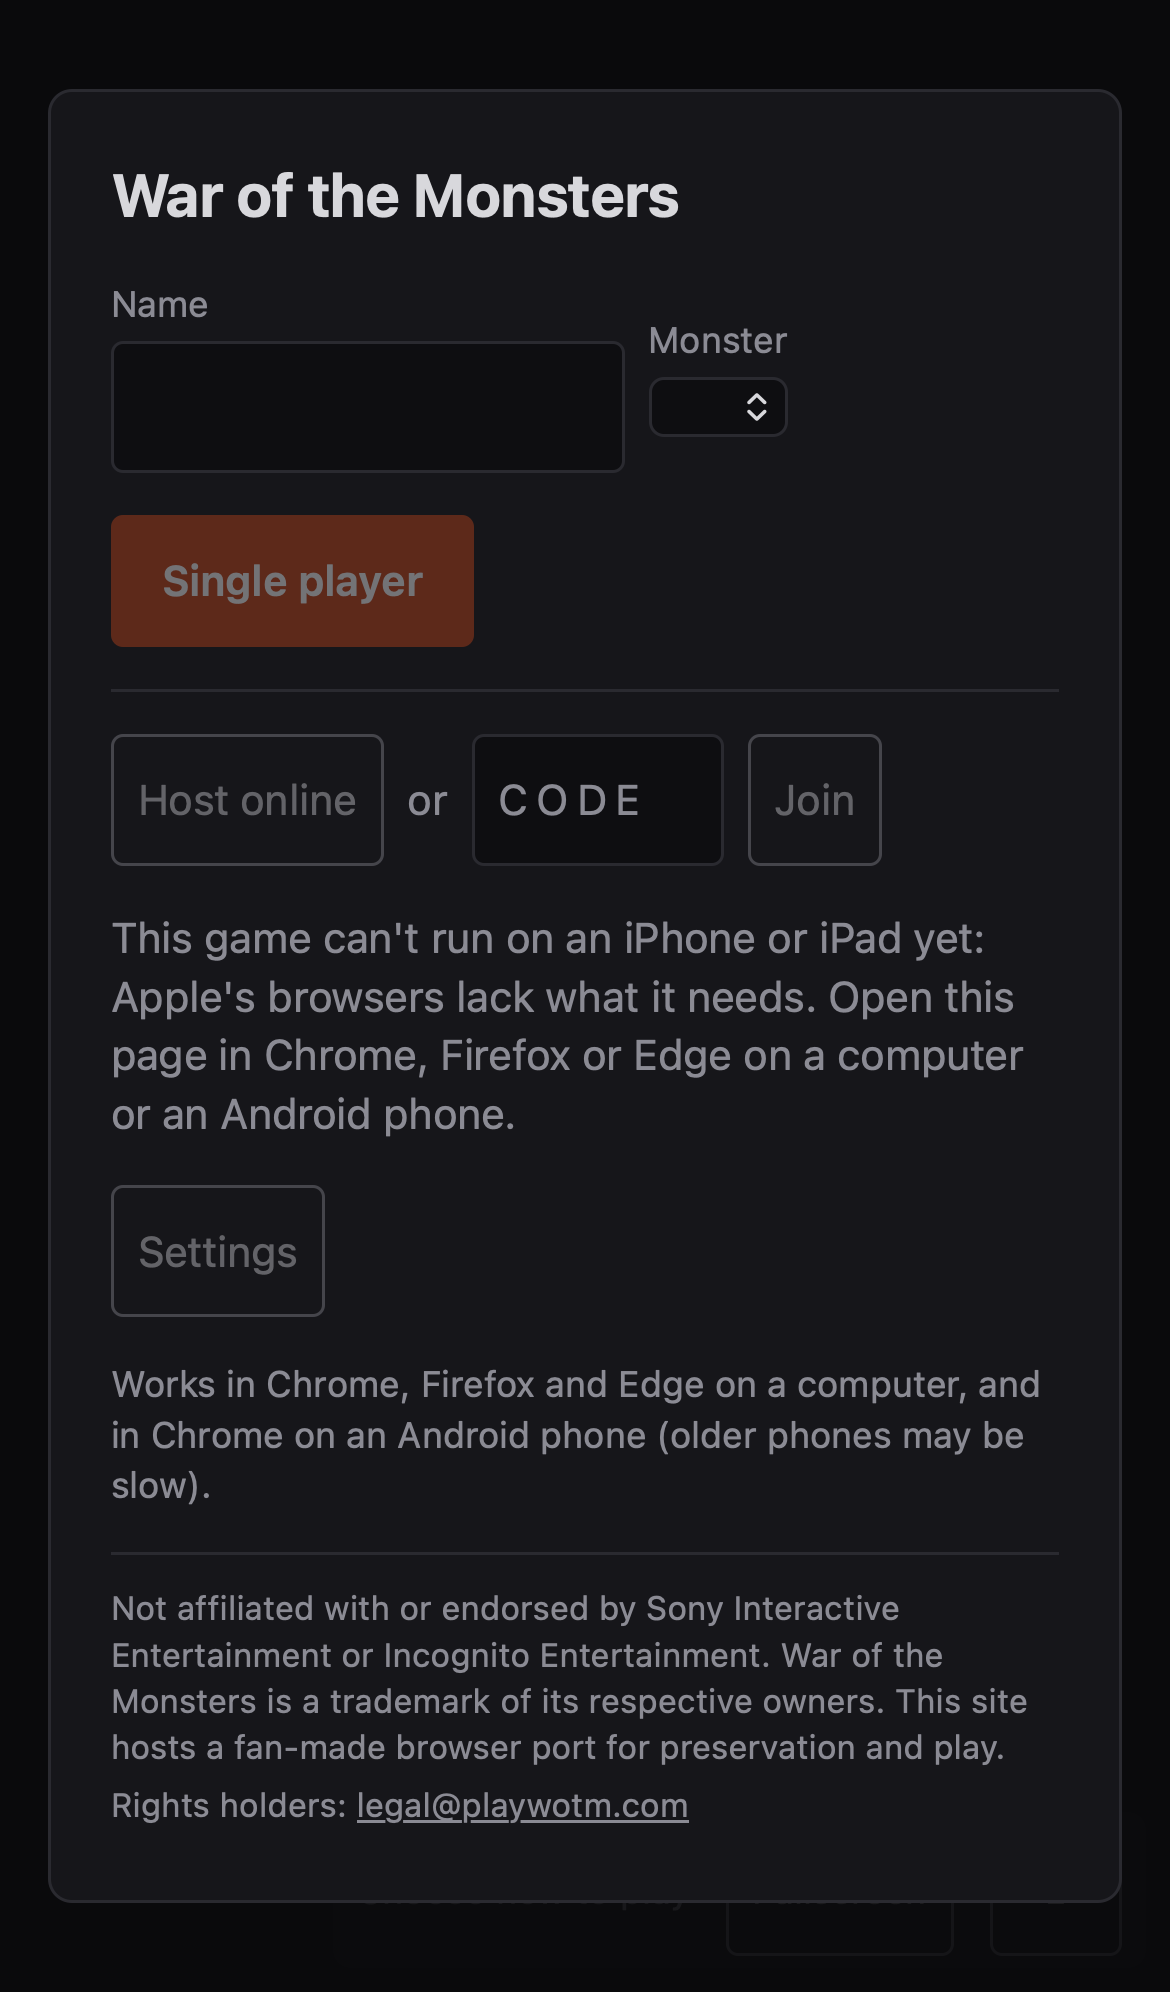 War of the Monsters
Name
Monster
Single player
Host online or CODE Join
This game can't run on an iPhone or iPad yet:
Apple's browsers lack what it needs. Open this
page in Chrome, Firefox or Edge on a computer
or an Android phone.
Settings
Works in Chrome, Firefox and Edge on a computer, and
in Chrome on an Android phone (older phones may be
slow).
Not affiliated with or endorsed by Sony Interactive
Entertainment or Incognito Entertainment. War of the
Monsters is a trademark of its respective owners. This site
hosts a fan-made browser port for preservation and play.
Rights holders: legal@playwotm.com